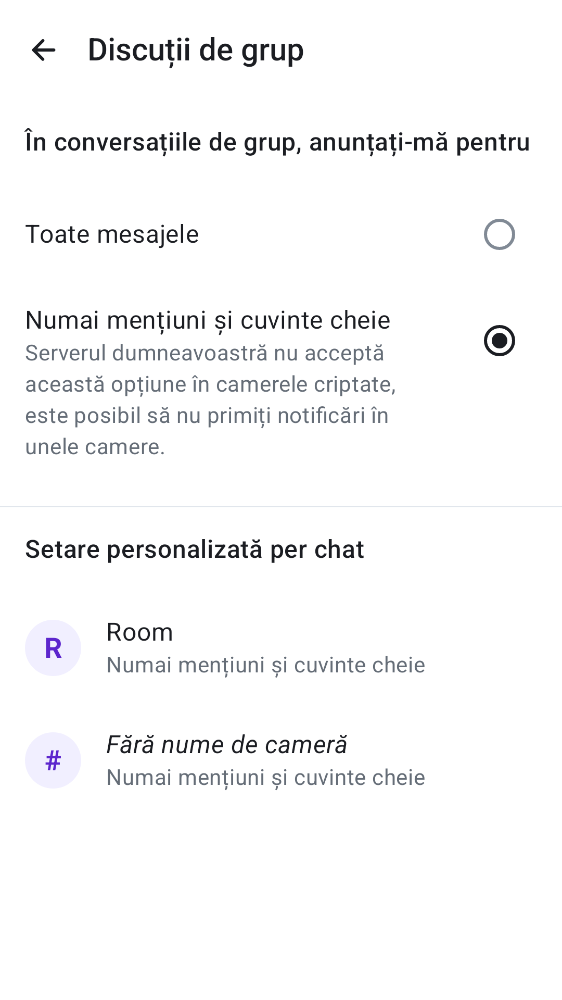 Discuții de grup
În conversațiile de grup, anunțați-mă pentru
Toate mesajele
Numai mențiuni și cuvinte cheie
Serverul dumneavoastră nu acceptă
această opțiune în camerele criptate,
este posibil să nu primiți notificări în
unele camere.
Setare personalizată per chat
R
Room
Numai mențiuni și cuvinte cheie
#
Fără nume de cameră
Numai mențiuni și cuvinte cheie